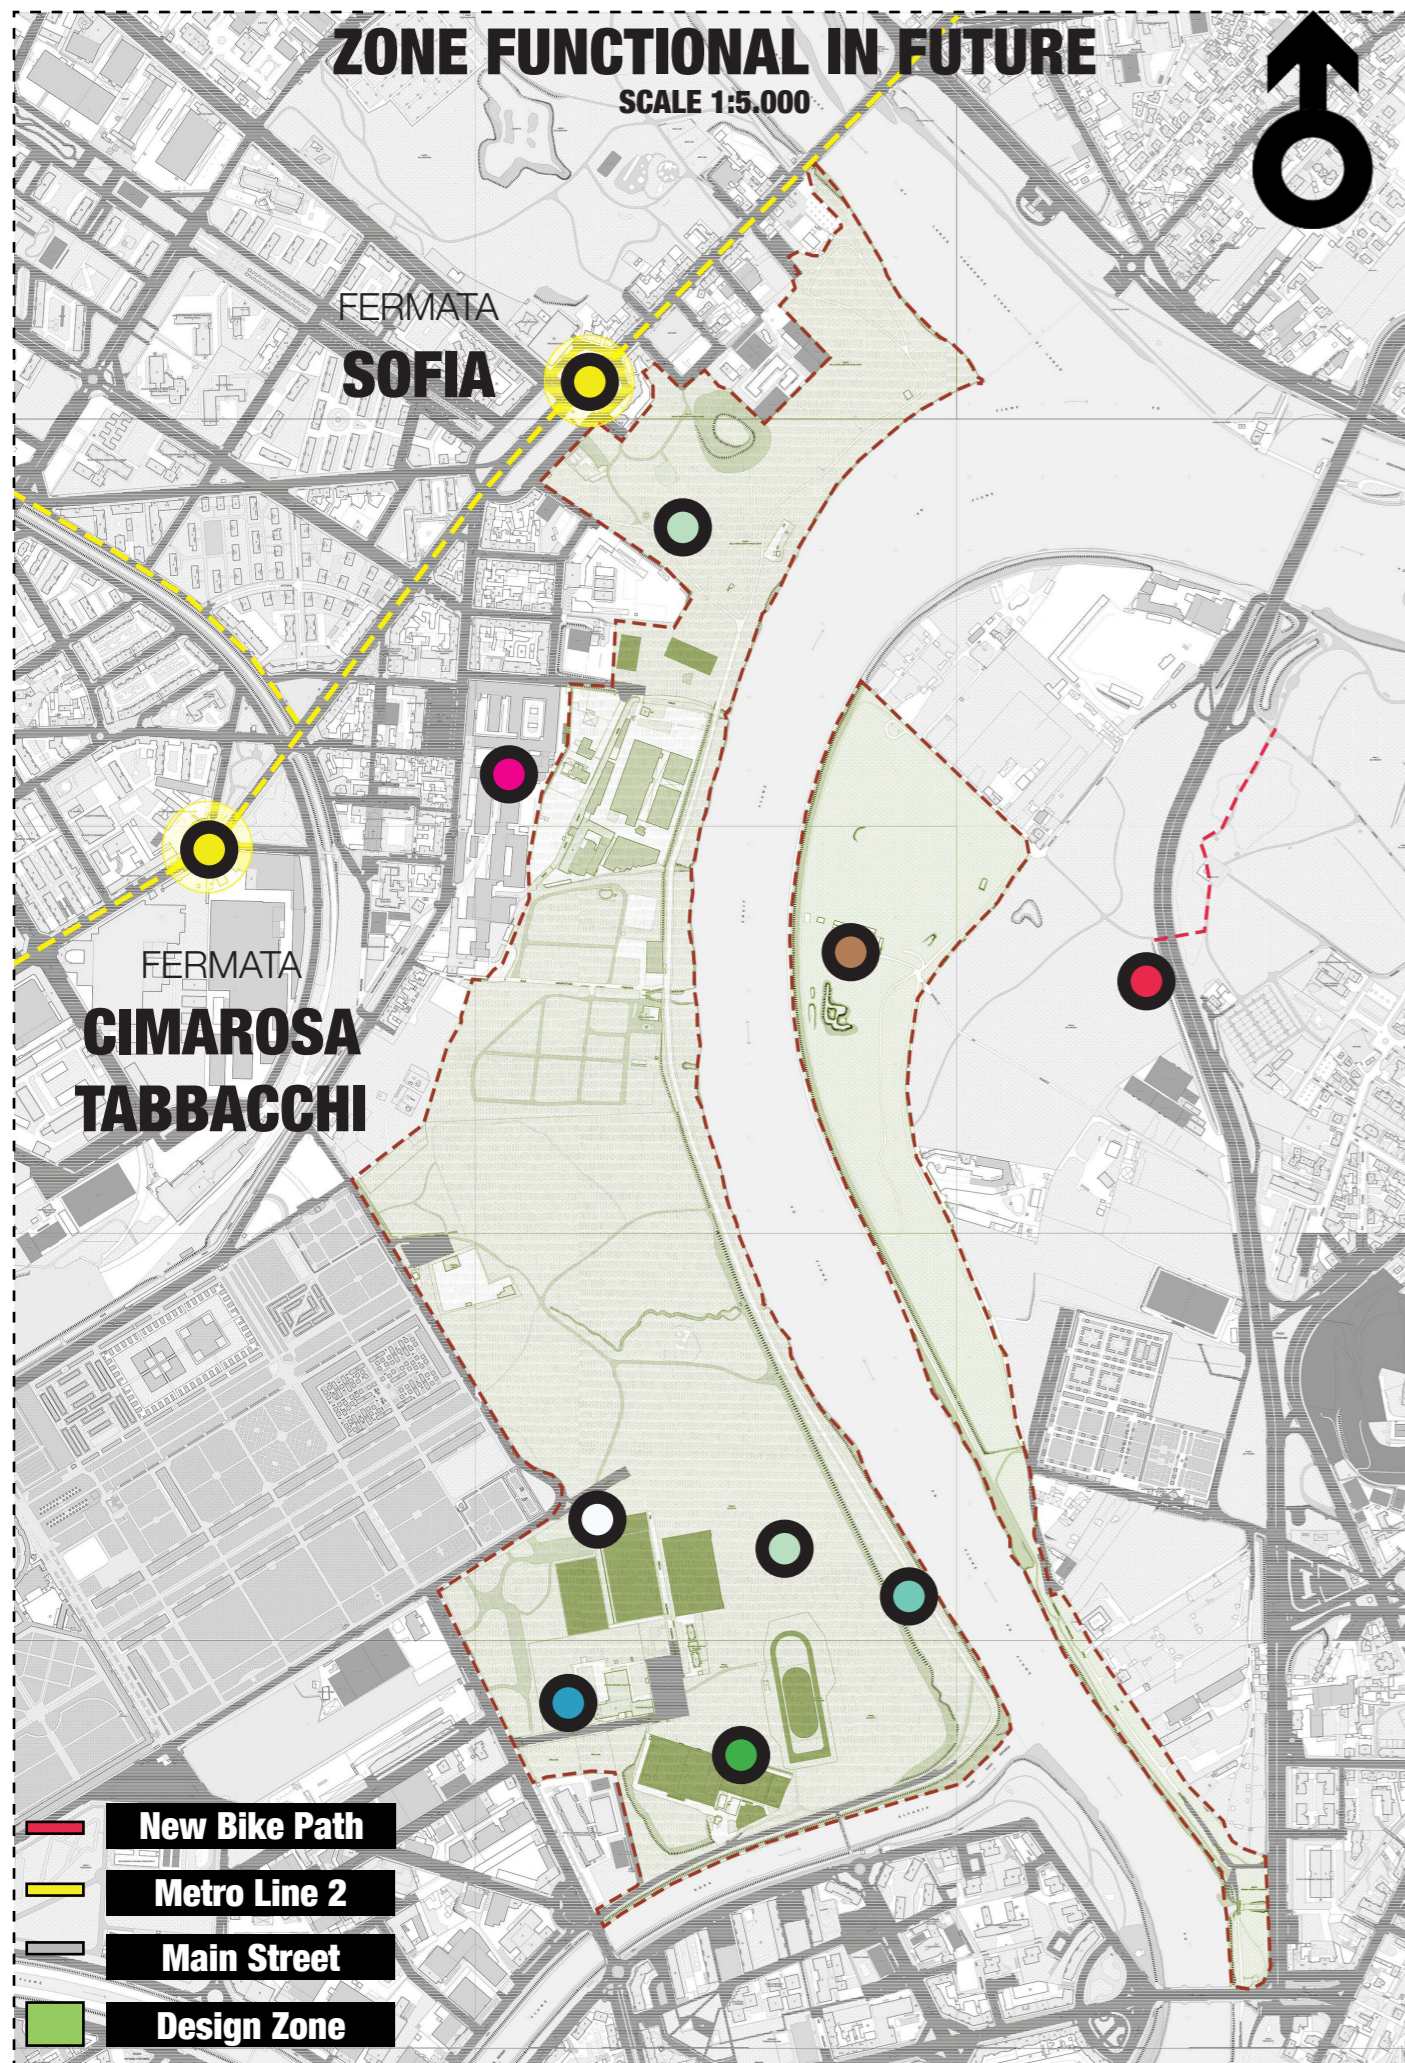 ZONE FUNCTIONAL IN FUTURE
SCALE 1:5.000
FERMATA
SOFIA
FERMATA
CIMAROSA
TABBACCHI
New Bike Path
Metro Line 2
Main Street
Design Zone